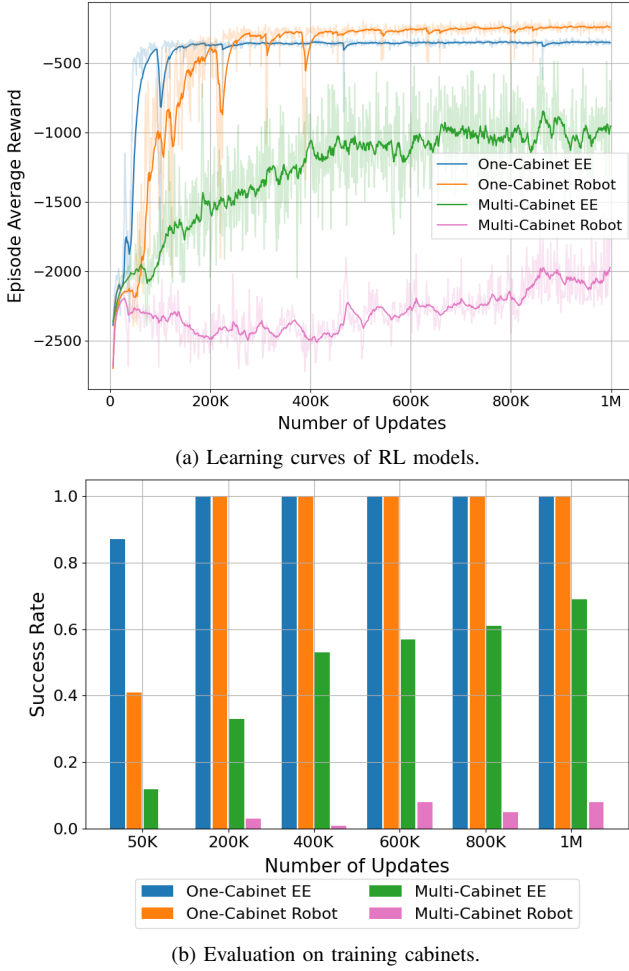 −500
−1000
−1500
−2000
−2500
Episode Average Reward
One-Cabinet EE
One-Cabinet Robot
Multi-Cabinet EE
Multi-Cabinet Robot
0 200K 400K 600K 800K 1M
Number of Updates
(a) Learning curves of RL models.
1.0
0.8
0.6
0.4
0.2
0.0
Success Rate
50K 200K 400K 600K 800K 1M
Number of Updates
One-Cabinet EE Multi-Cabinet EE
One-Cabinet Robot Multi-Cabinet Robot
(b) Evaluation on training cabinets.